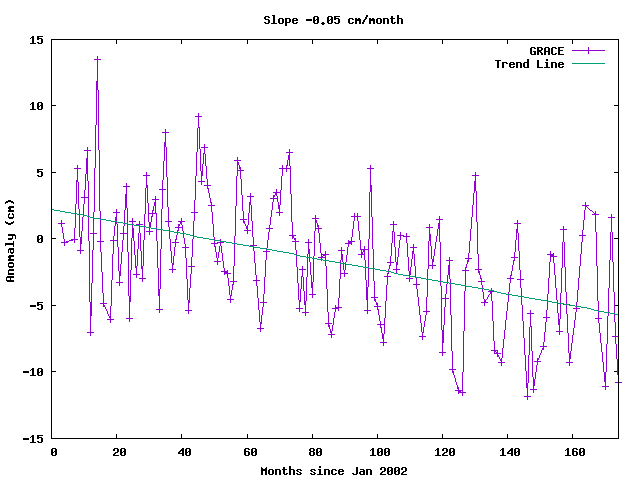 Slope -0.05 cm/month
GRACE
Trend Line
15
10
5
0
-5
-10
-15
Anomaly (cm)
0 20 40 60 80 100 120 140 160
Months since Jan 2002